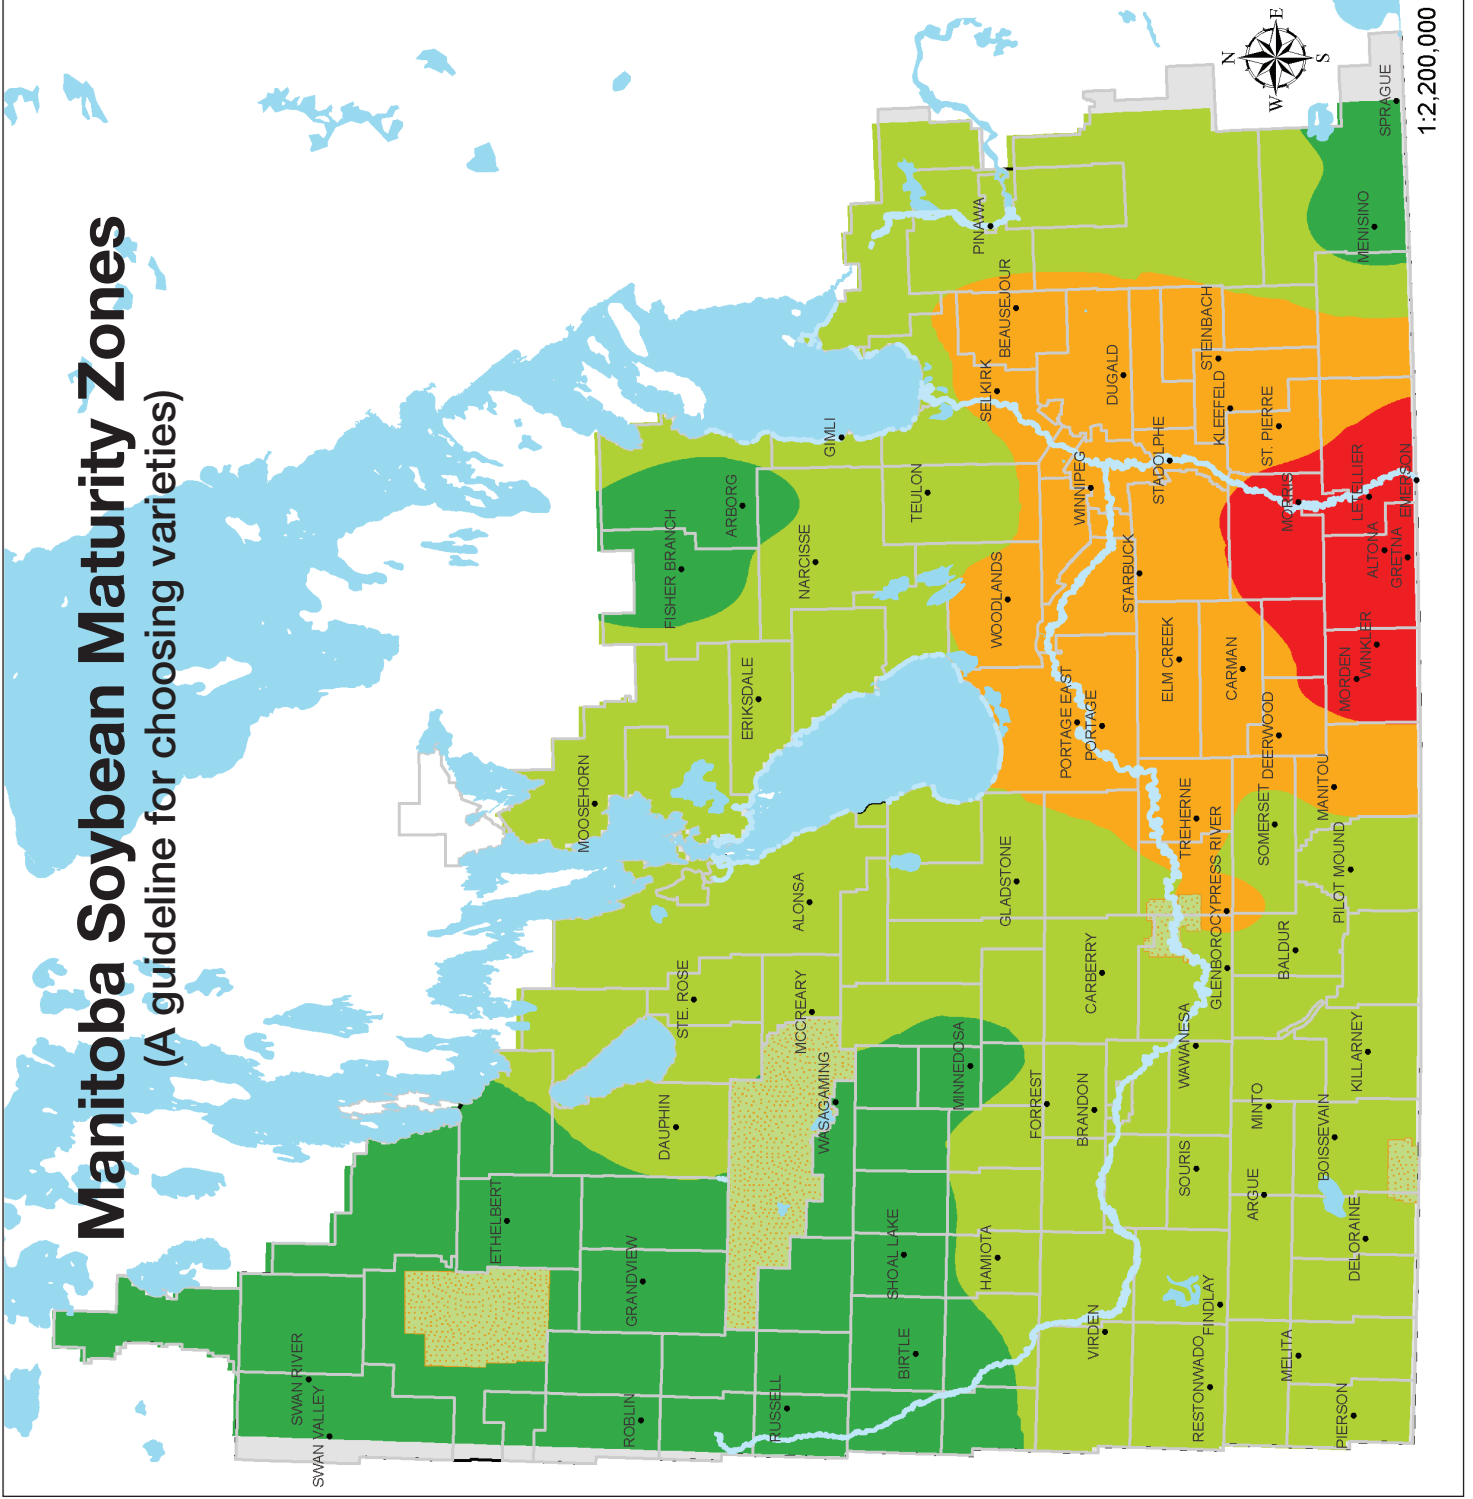 Manitoba Soybean Maturity Zones
(A guideline for choosing varieties)
SWAN RIVER
SWAN VALLEY
ETHELBERT
GRANDVIEW
ROBLIN
RUSSELL
DAUPHIN
STE. ROSE
MCCREARY
WASAGAMING
ALONSA
MOOSEHORN
ERIKSDALE
FISHER BRANCH
ARBORG
NARCISSE
GIMLI
TEULON
SHOAL LAKE
BIRTLE
MINNEDOSA
HAMIOTA
GLADSTONE
WOODLANDS
SELKIRK
BEAUSEJOUR
PINAWA
FORREST
BRANDON
CARBERRY
VIRDEN
PORTAGE EAST
PORTAGE
WINNIPEG
DUGALD
STARBUCK
STADOLPHE
ELM CREEK
CARMAN
TREHERNE
CYPRESS RIVER
GLENBORO
WAWANESA
SOURIS
FINDLAY
RESTONWADO
STEINBACH
KLEEFELD
ST. PIERRE
DEERWOOD
SOMERSET
BALDUR
MINTO
ARGUE
MELITA
MORRIS
MANITOU
PILOT MOUND
KILLARNEY
BOISSEVAIN
DELORAINE
PIERSON
MORDEN
WINKLER
ALTONA
GRETNA
LETELLIER
EMERSON
MENISINO
SPRAGUE
N
W
E
S
1:2,200,000